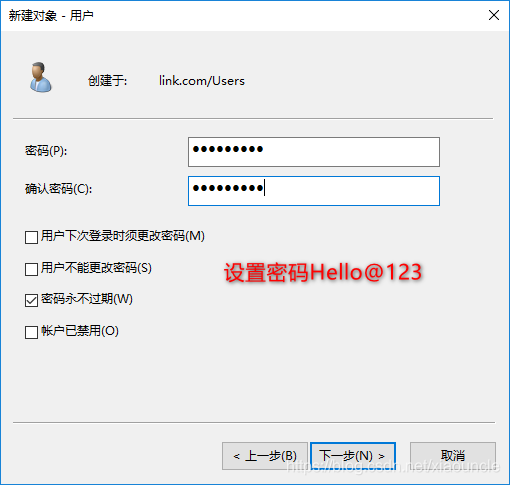 新建对象 - 用户
创建于: link.com/Users
密码(P): ●●●●●●●●●
确认密码(C): ●●●●●●●●●
用户下次登录时须更改密码(M)
用户不能更改密码(S)
设置密码Hello@123
密码永不过期(W)
帐户已禁用(O)
< 上一步(B) 下一步(N) > 取消
https://blog.csdn.net/xiaouncle